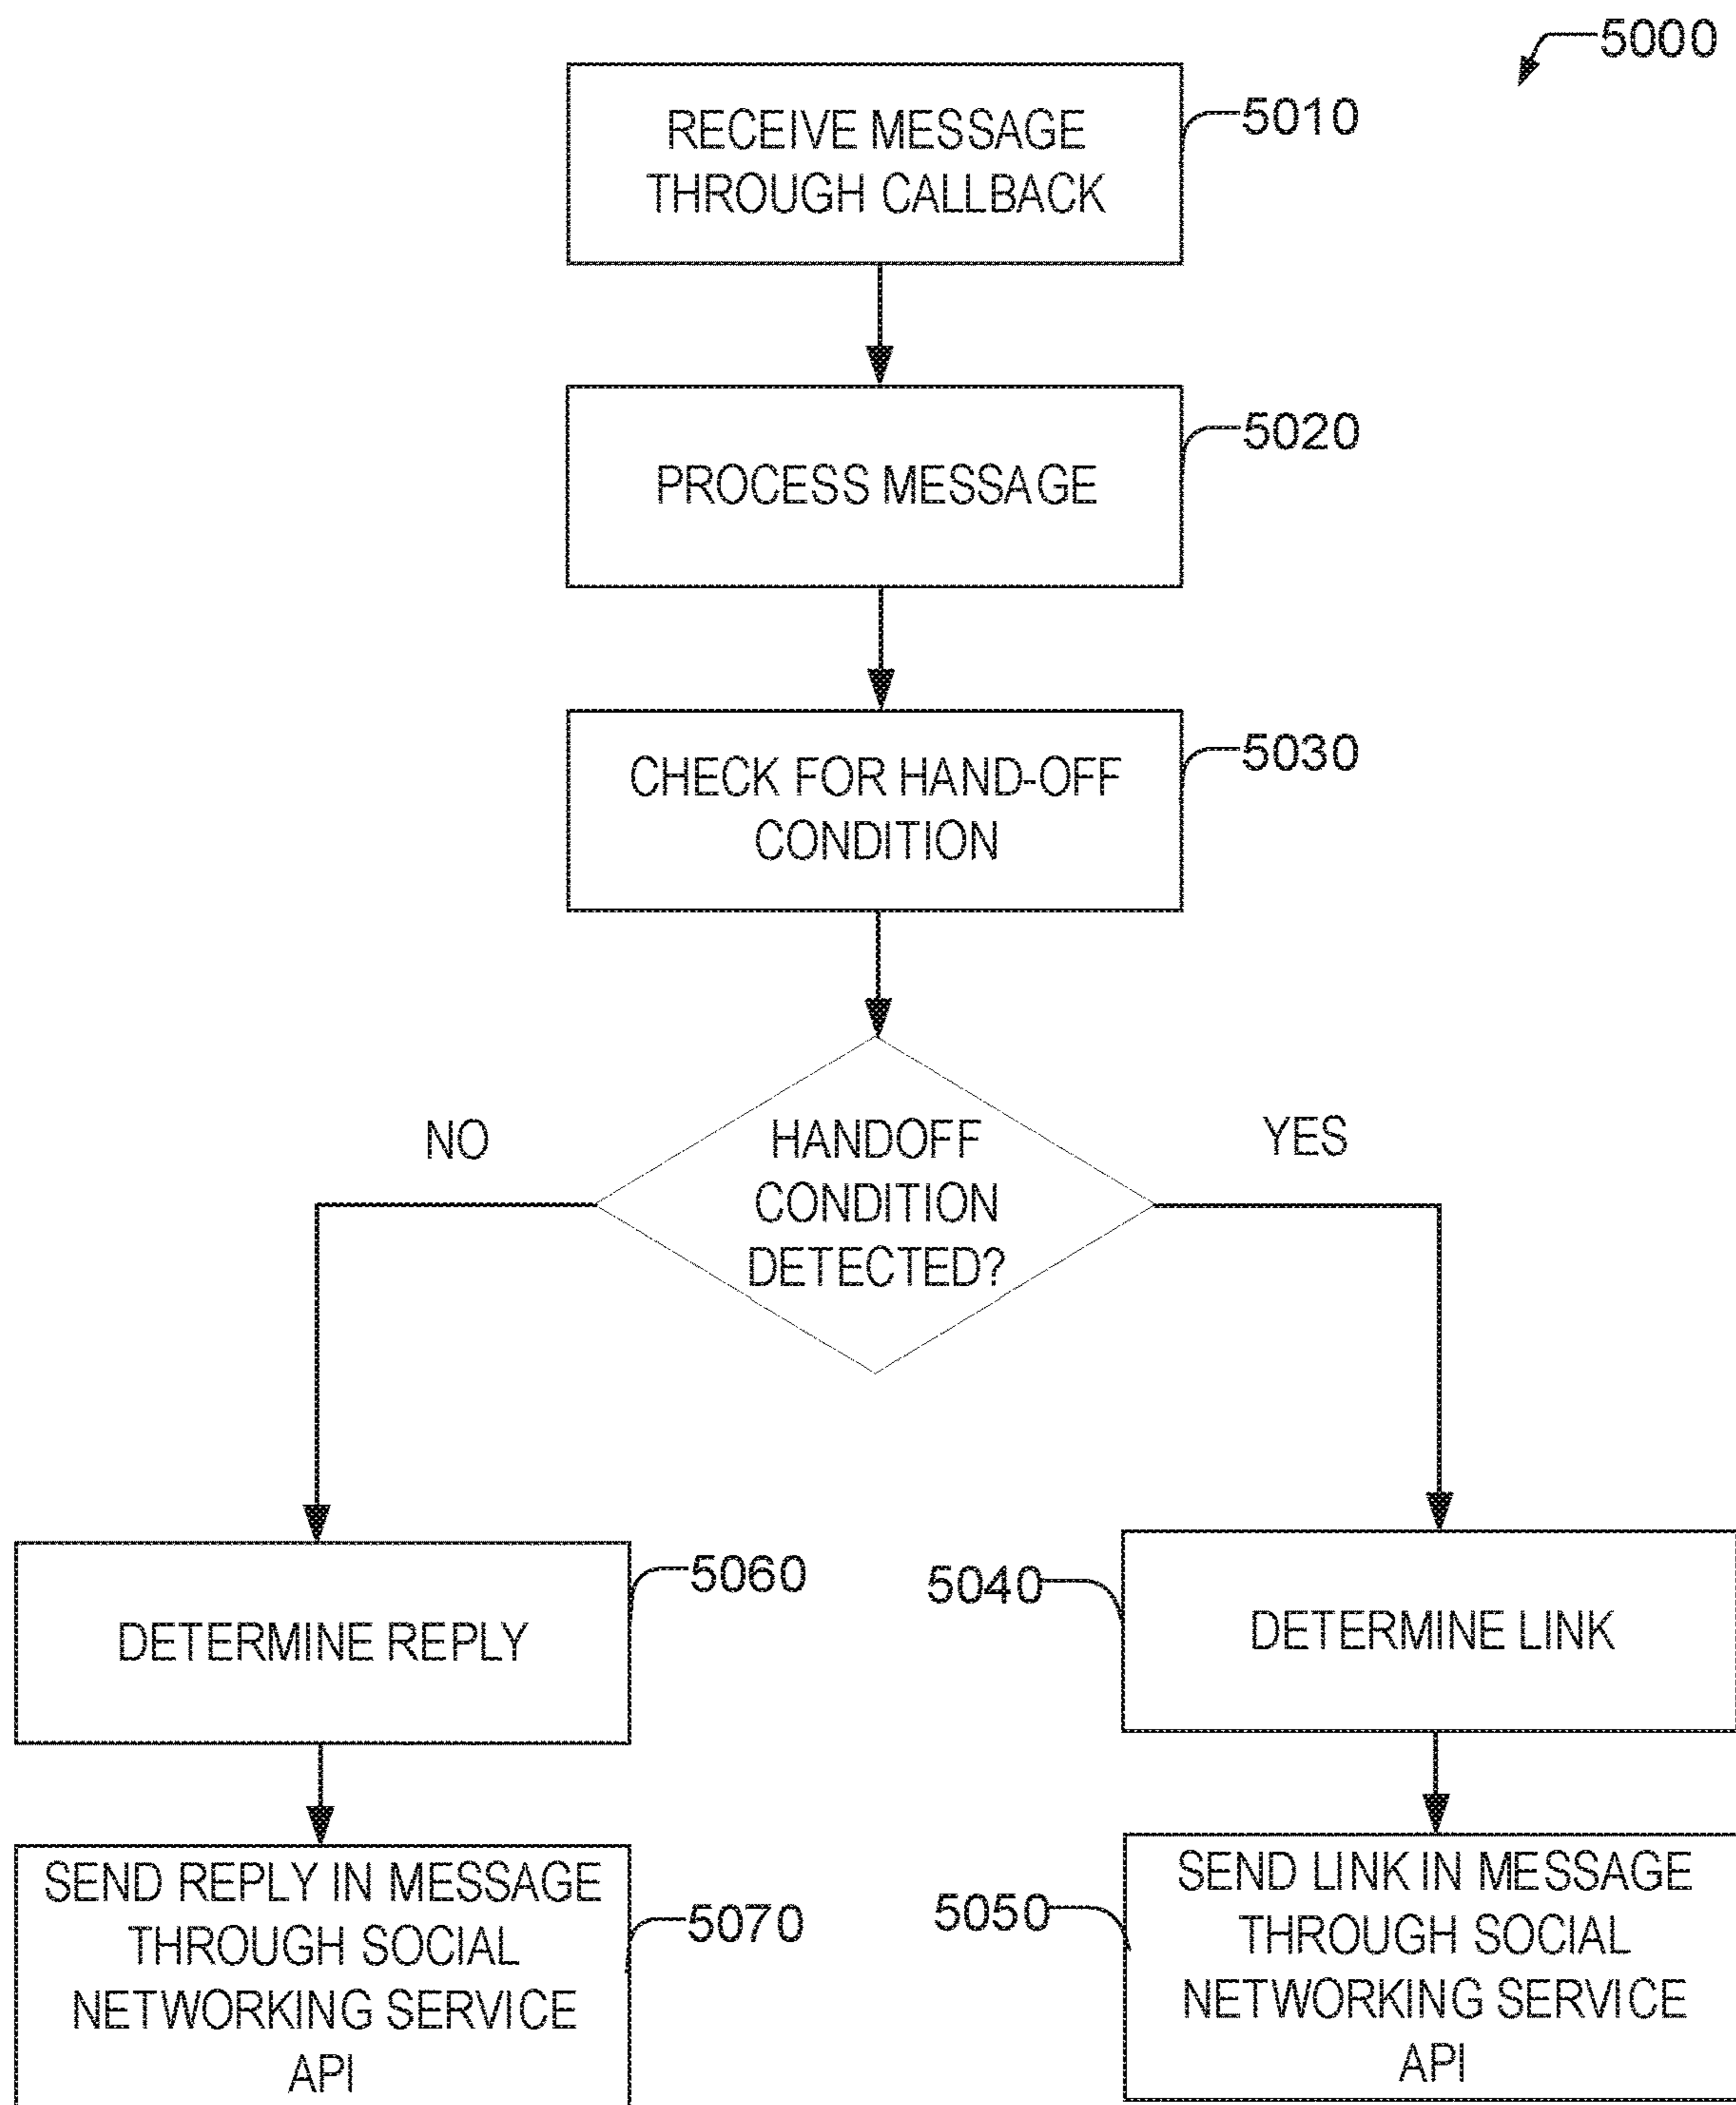 5000
RECEIVE MESSAGE
THROUGH CALLBACK
5010
PROCESS MESSAGE
5020
CHECK FOR HAND-OFF
CONDITION
5030
NO
HANDOFF
CONDITION
DETECTED?
YES
DETERMINE REPLY
5060
5040
DETERMINE LINK
SEND REPLY IN MESSAGE
THROUGH SOCIAL
NETWORKING SERVICE
API
5070
5050
SEND LINK IN MESSAGE
THROUGH SOCIAL
NETWORKING SERVICE
API